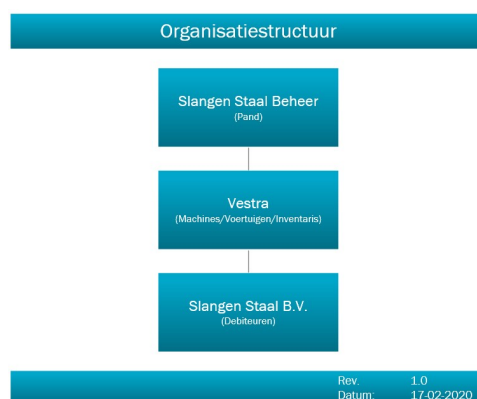 Organisatiestructuur
Slangen Staal Beheer
(Pand)
Vestra
(Machines/Voertuigen/Inventaris)
Slangen Staal B.V.
(Debiteuren)
Rev. 1.0
Datum: 17-02-2020